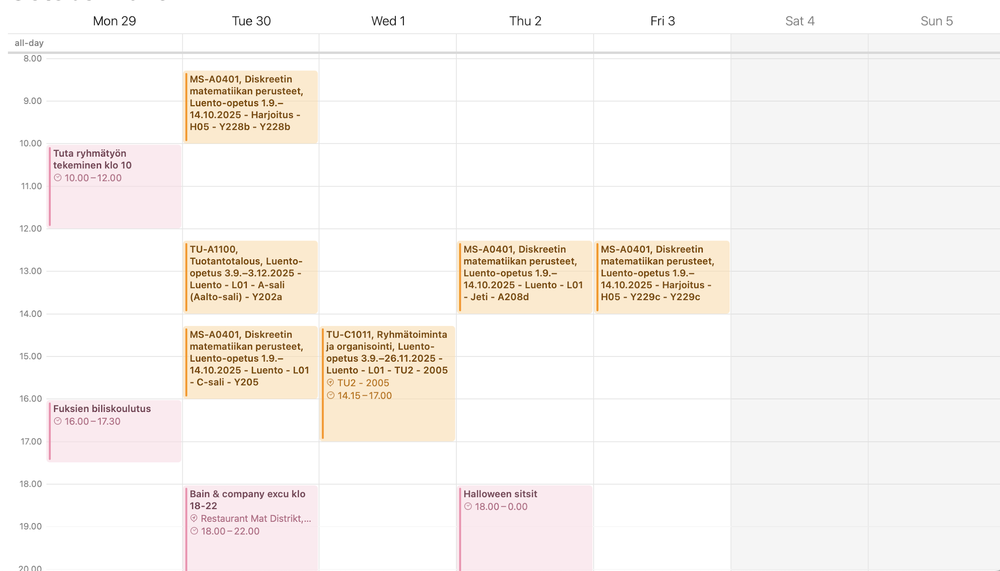 Mon 29
Tue 30
Wed 1
Thu 2
Fri 3
Sat 4
Sun 5
all-day
8.00
9.00
10.00
11.00
12.00
13.00
14.00
15.00
16.00
17.00
18.00
19.00
20.00
Tuta ryhmätyön
tekeminen klo 10
10.00–12.00
Fuksien biliskoulutus
16.00–17.30
MS-A0401, Diskreetin
matematiikan perusteet,
Luento-opetus 1.9.–
14.10.2025 - Harjoitus -
H05 - Y228b - Y228b
TU-A1100,
Tuotantotalous, Luento-
opetus 3.9.–3.12.2025 -
Luento - L01 - A-sali
(Aalto-sali) - Y202a
MS-A0401, Diskreetin
matematiikan perusteet,
Luento-opetus 1.9.–
14.10.2025 - Luento - L01
- C-sali - Y205
Bain & company excu klo
18-22
Restaurant Mat Distrikt,...
18.00–22.00
TU-C1011, Ryhmätoiminta
ja organisointi, Luento-
opetus 3.9.–26.11.2025 -
Luento - L01 - TU2 - 2005
TU2 - 2005
14.15–17.00
MS-A0401, Diskreetin
matematiikan perusteet,
Luento-opetus 1.9.–
14.10.2025 - Luento - L01
- Jeti - A208d
Halloween sitsit
18.00–0.00
MS-A0401, Diskreetin
matematiikan perusteet,
Luento-opetus 1.9.–
14.10.2025 - Harjoitus -
H05 - Y229c - Y229c